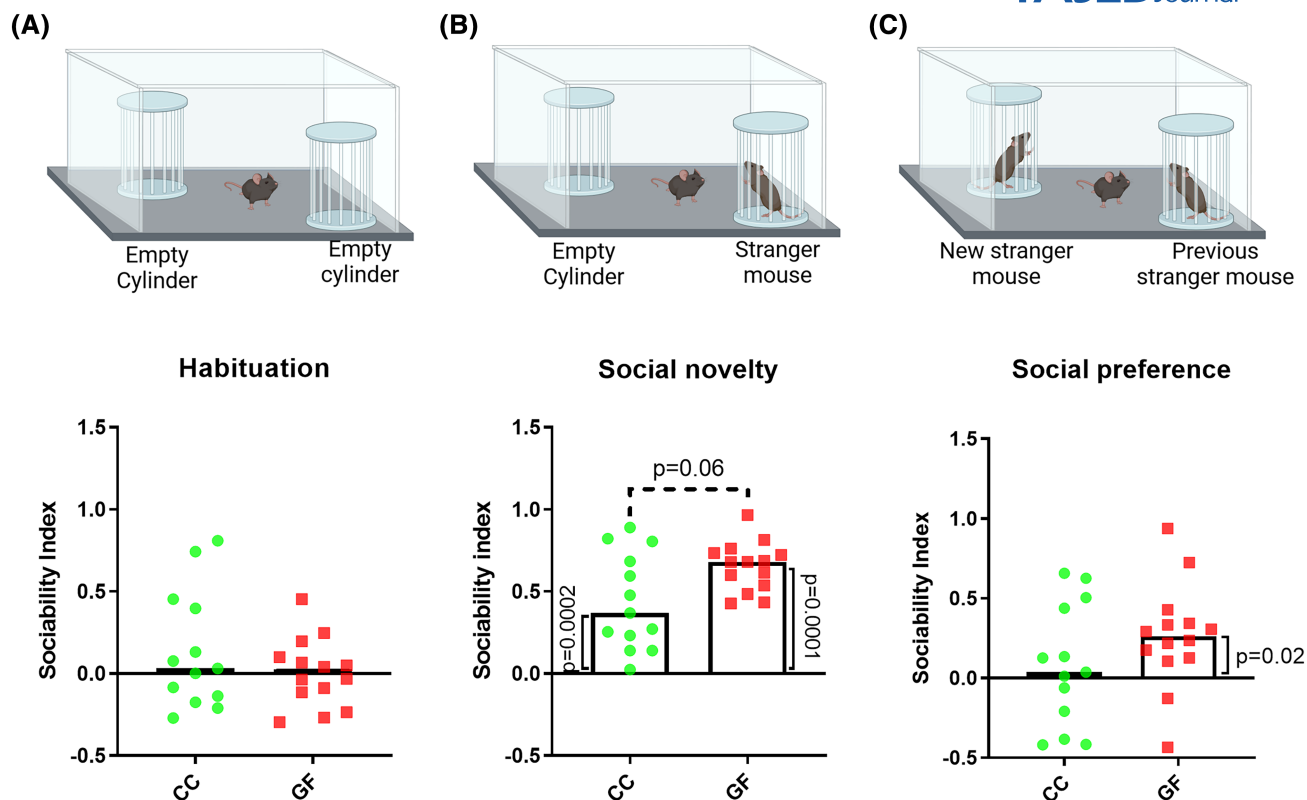 Journal
(A)
(B)
(C)
Empty
Cylinder
Empty
cylinder
Empty
Cylinder
Stranger
mouse
New stranger
mouse
Previous
stranger mouse
Habituation
Sociability Index
1.5
1.0
0.5
0.0
-0.5
CC
GF
Social novelty
Sociability index
1.5
1.0
0.5
0.0
-0.5
p=0.06
p=0.0002
p=0.0001
CC
GF
Social preference
Sociability Index
1.5
1.0
0.5
0.0
-0.5
p=0.02
CC
GF